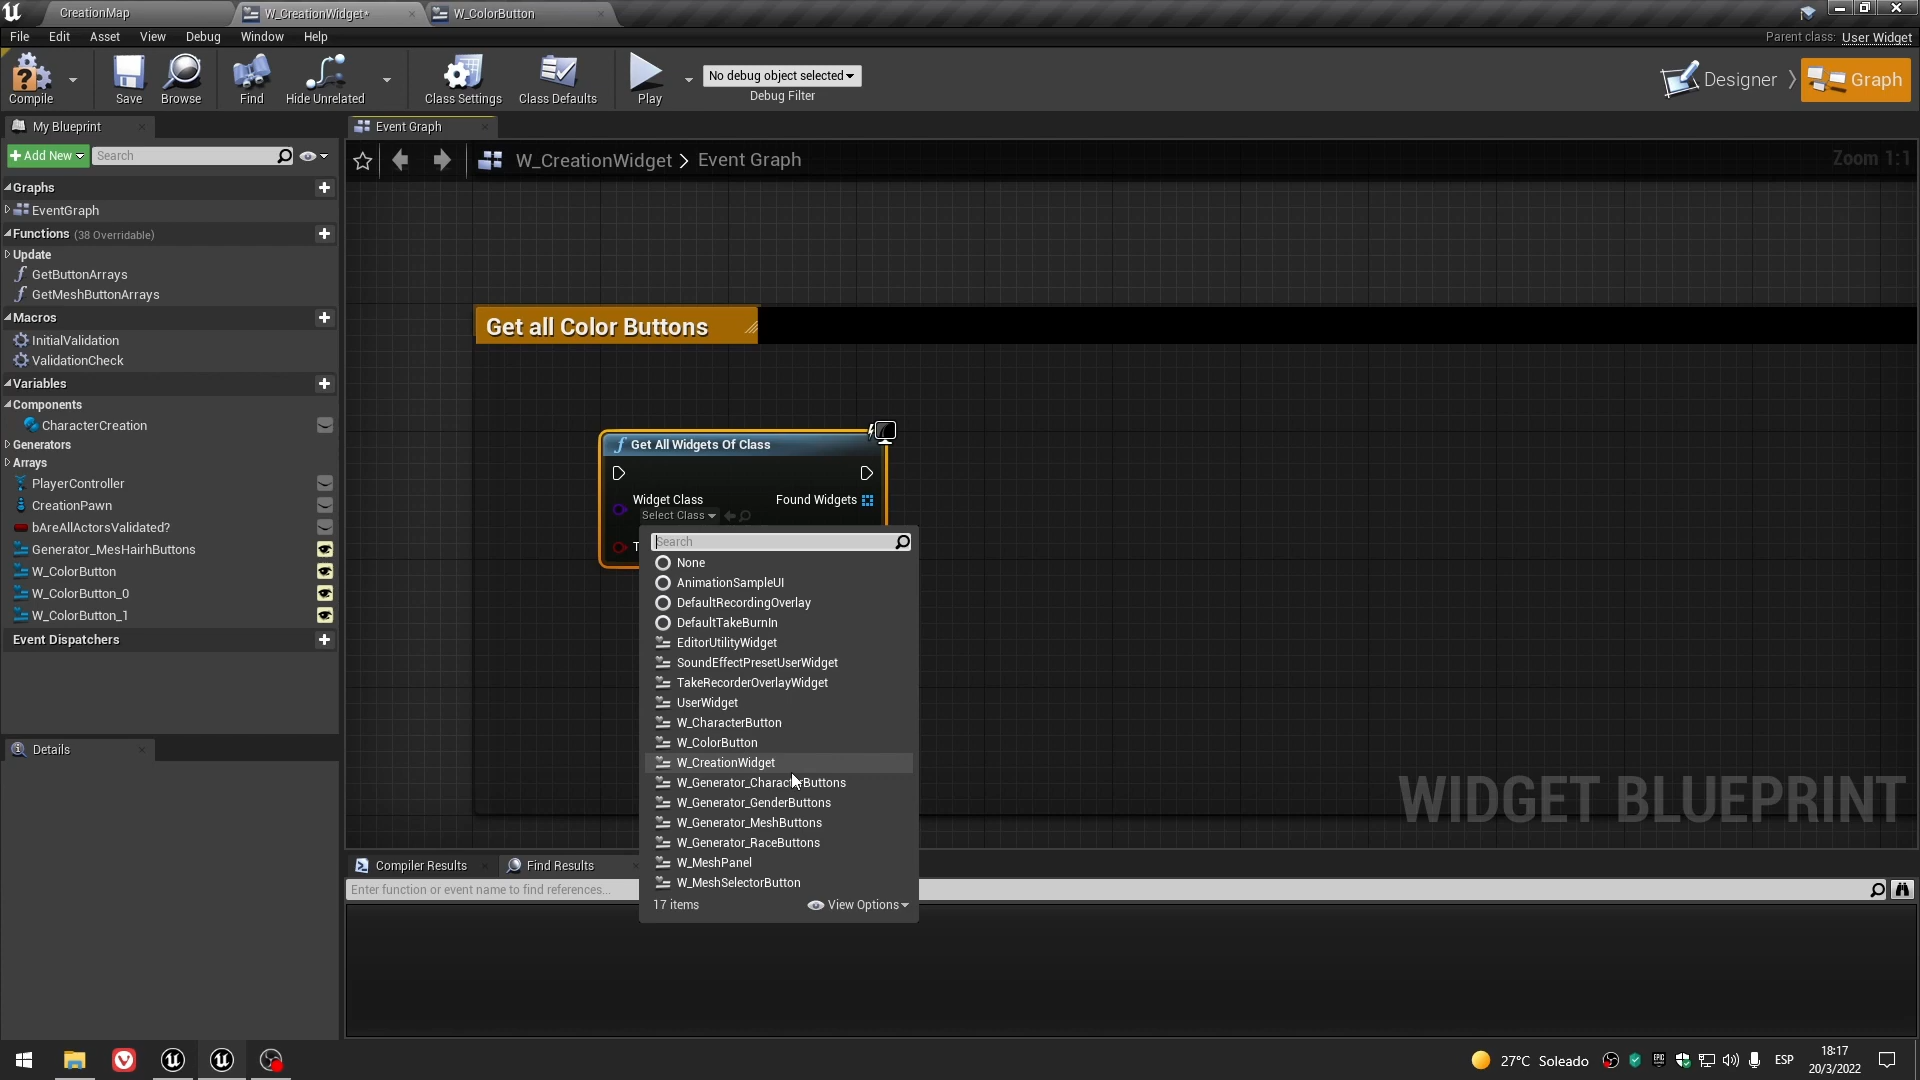 CreationMap
W_CreationWidget*
W_ColorButton
File Edit Asset View Debug Window Help
Parent class: User Widget
Compile
Save
Browse
Find
Hide Unrelated
Class Settings
Class Defaults
Play
No debug object selected
Debug Filter
Designer
Graph
My Blueprint
Event Graph
Add New
Search
W_CreationWidget > Event Graph
Zoom 1:1
Graphs
EventGraph
Functions (38 Overridable)
Update
GetButtonArrays
GetMeshButtonArrays
Macros
InitialValidation
ValidationCheck
Variables
Components
CharacterCreation
Generators
Arrays
PlayerController
CreationPawn
bAreAllActorsValidated?
Generator_MesHairhButtons
W_ColorButton
W_ColorButton_0
W_ColorButton_1
Event Dispatchers
Details
Get all Color Buttons
Get All Widgets Of Class
Widget Class
Found Widgets
Select Class
T
Search
None
AnimationSampleUI
DefaultRecordingOverlay
DefaultTakeBurnIn
EditorUtilityWidget
SoundEffectPresetUserWidget
TakeRecorderOverlayWidget
UserWidget
W_CharacterButton
W_ColorButton
W_CreationWidget
W_Generator_CharacterButtons
W_Generator_GenderButtons
W_Generator_MeshButtons
W_Generator_RaceButtons
W_MeshPanel
W_MeshSelectorButton
17 items
View Options
WIDGET BLUEPRINT
Compiler Results
Find Results
Enter function or event name to find references...
27°C Soleado
ESP
18:17
20/3/2022